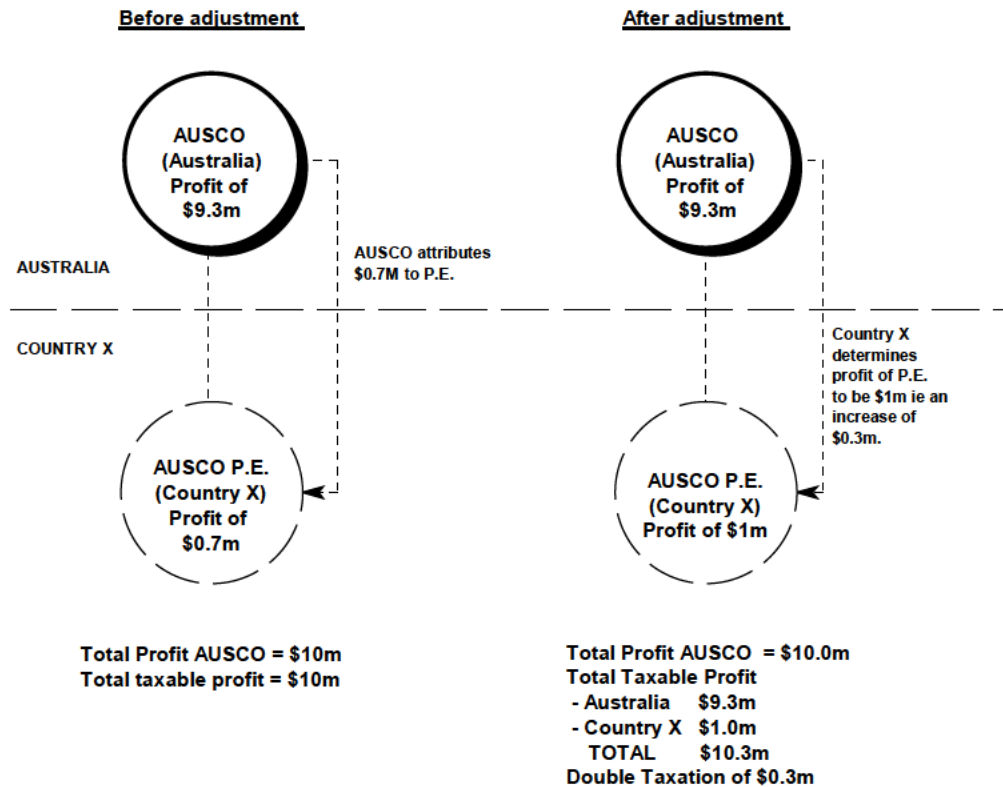 Before adjustment
AUSCO
(Australia)
Profit of
$9.3m
AUSCO attributes
$0.7M to P.E.
AUSTRALIA
COUNTRY X
AUSCO P.E.
(Country X)
Profit of
$0.7m
Total Profit AUSCO = $10m
Total taxable profit = $10m
After adjustment
AUSCO
(Australia)
Profit of
$9.3m
Country X
determines
profit of P.E.
to be $1m ie an
increase of
$0.3m.
AUSCO P.E.
(Country X)
Profit of $1m
Total Profit AUSCO = $10.0m
Total Taxable Profit
- Australia $9.3m
- Country X $1.0m
TOTAL $10.3m
Double Taxation of $0.3m